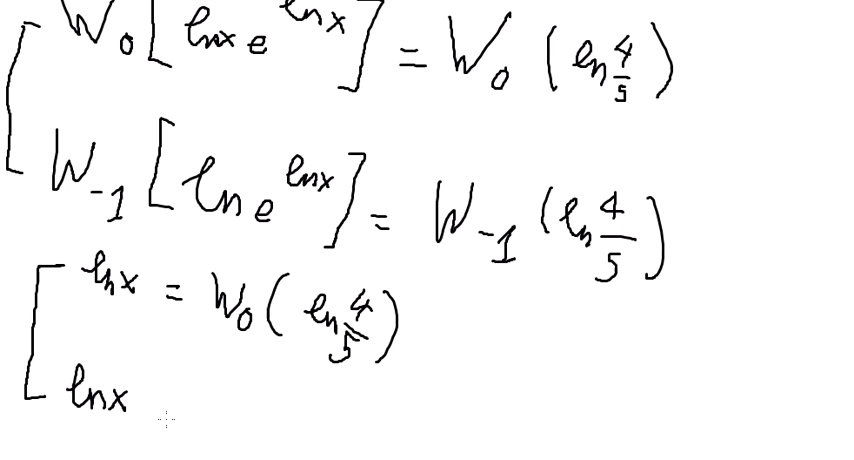 W₀[lnx e^lnx] = W₀(ln 4/5)
W₋₁[ln e^lnx] = W₋₁(ln 4/5)
lnx = W₀(ln 4/5)
lnx